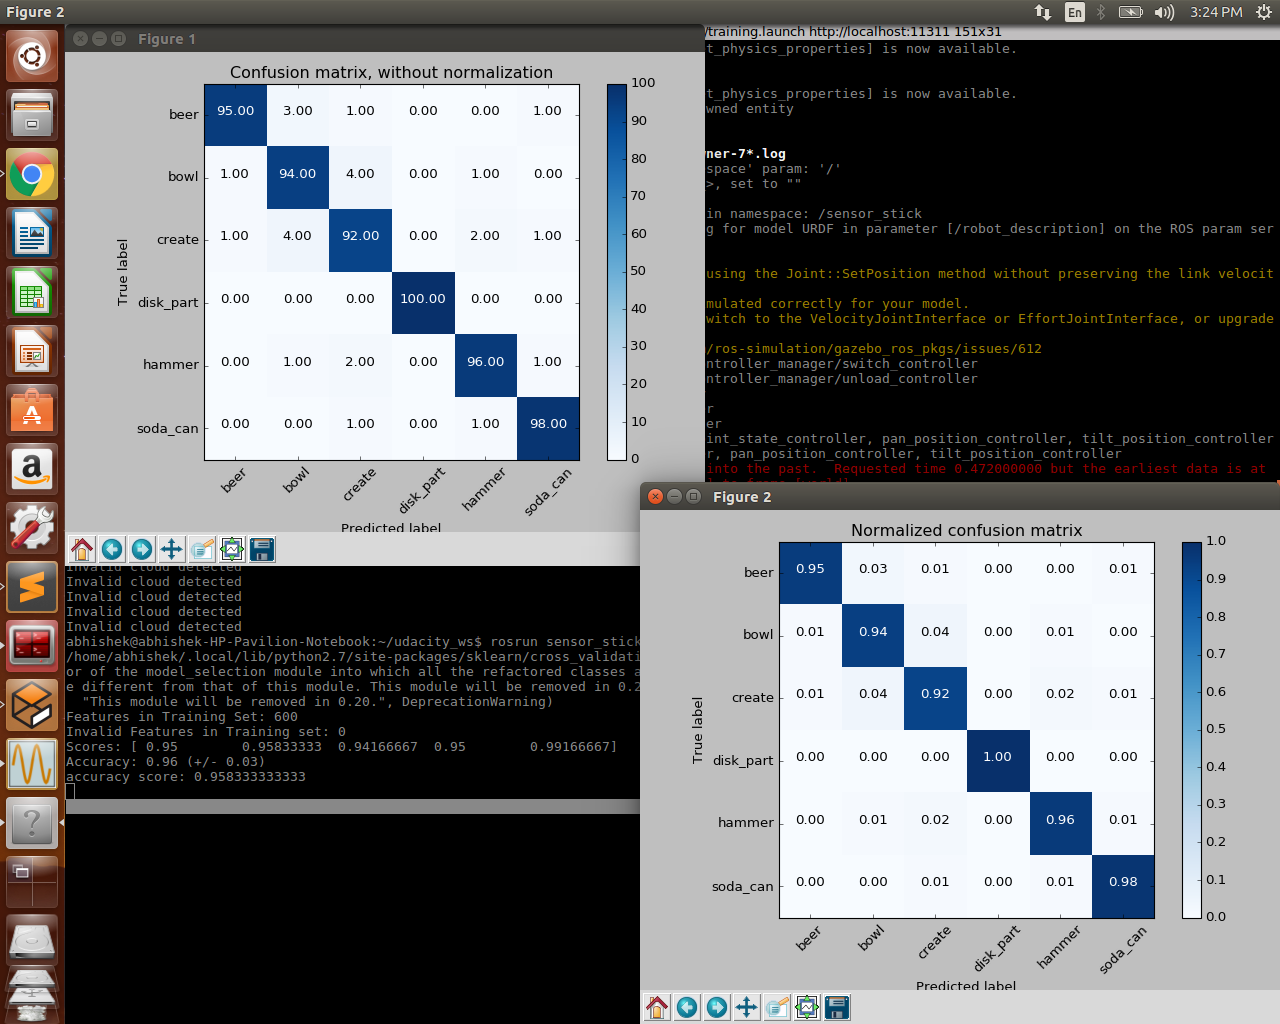 Figure 2
En
3:24 PM
Figure 1
/training.launch http://localhost:11311 151x31
Confusion matrix, without normalization
beer 95.00 3.00 1.00 0.00 0.00 1.00
bowl 1.00 94.00 4.00 0.00 1.00 0.00
create 1.00 4.00 92.00 0.00 2.00 1.00
disk_part 0.00 0.00 0.00 100.00 0.00 0.00
hammer 0.00 1.00 2.00 0.00 96.00 1.00
soda_can 0.00 0.00 1.00 0.00 1.00 98.00
True label
beer bowl create disk_part hammer soda_can
Predicted label
100
90
80
70
60
50
40
30
20
10
0
t_physics_properties] is now available.
t_physics_properties] is now available.
wned entity
ner-7*.log
space' param: '/'
>, set to ""
in namespace: /sensor_stick
g for model URDF in parameter [/robot_description] on the ROS param ser
using the Joint::SetPosition method without preserving the link velocit
mulated correctly for your model.
witch to the VelocityJointInterface or EffortJointInterface, or upgrade
/ros-simulation/gazebo_ros_pkgs/issues/612
ntroller_manager/switch_controller
ntroller_manager/unload_controller
r
er
int_state_controller, pan_position_controller, tilt_position_controller
r, pan_position_controller, tilt_position_controller
into the past.  Requested time 0.472000000 but the earliest data is at
Invalid cloud detected
Invalid cloud detected
Invalid cloud detected
Invalid cloud detected
Invalid cloud detected
abhishek@abhishek-HP-Pavilion-Notebook:~/udacity_ws$ rosrun sensor_stick
/home/abhishek/.local/lib/python2.7/site-packages/sklearn/cross_validati
or of the model_selection module into which all the refactored classes a
e different from that of this module. This module will be removed in 0.2
"This module will be removed in 0.20.", DeprecationWarning)
Features in Training Set: 600
Invalid Features in Training set: 0
Scores: [ 0.95 0.95833333 0.94166667 0.95 0.99166667]
Accuracy: 0.96 (+/- 0.03)
accuracy score: 0.958333333333
Figure 2
Normalized confusion matrix
beer 0.95 0.03 0.01 0.00 0.00 0.01
bowl 0.01 0.94 0.04 0.00 0.01 0.00
create 0.01 0.04 0.92 0.00 0.02 0.01
disk_part 0.00 0.00 0.00 1.00 0.00 0.00
hammer 0.00 0.01 0.02 0.00 0.96 0.01
soda_can 0.00 0.00 0.01 0.00 0.01 0.98
True label
beer bowl create disk_part hammer soda_can
Predicted label
1.0
0.9
0.8
0.7
0.6
0.5
0.4
0.3
0.2
0.1
0.0